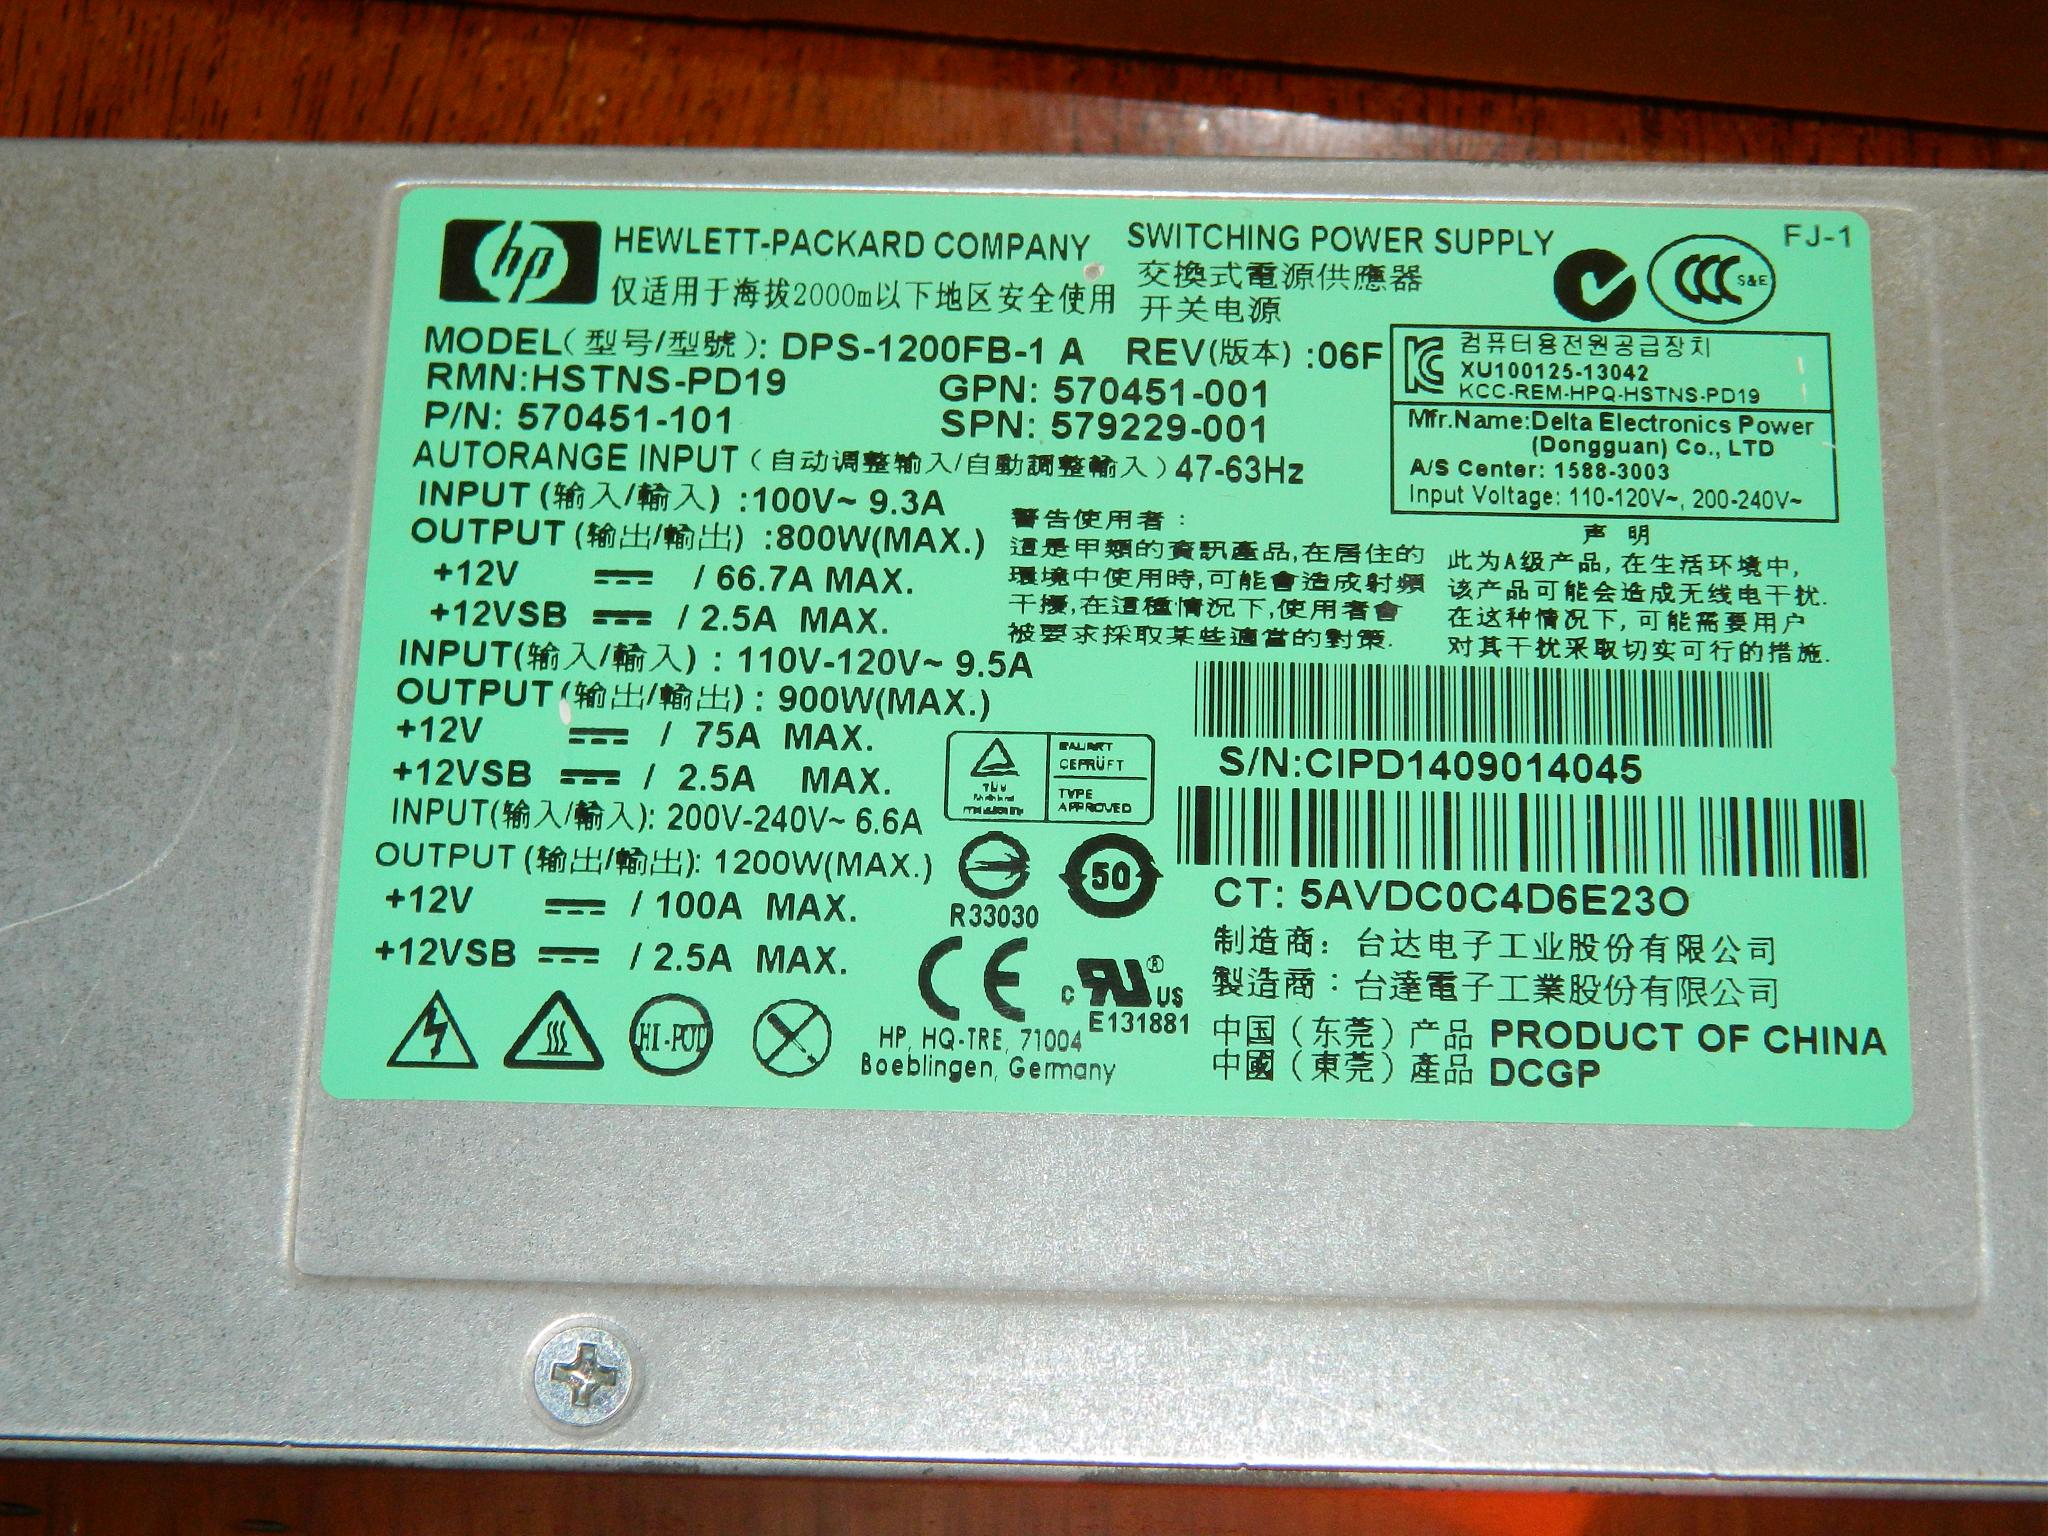 hp HEWLETT-PACKARD COMPANY
仅适用于海拔2000m以下地区安全使用
SWITCHING POWER SUPPLY
交換式電源供應器
开关电源
FJ-1
S&E
MODEL(型号/型號): DPS-1200FB-1 A REV(版本) :06F
RMN:HSTNS-PD19 GPN: 570451-001
P/N: 570451-101 SPN: 579229-001
AUTORANGE INPUT(自动调整输入/自動調整輸入) 47-63Hz
INPUT (输入/輸入) :100V~ 9.3A
OUTPUT (输出/輸出) :800W(MAX.)
+12V / 66.7A MAX.
+12VSB / 2.5A MAX.
INPUT(输入/輸入) : 110V-120V~ 9.5A
OUTPUT(输出/輸出) : 900W(MAX.)
+12V / 75A MAX.
+12VSB / 2.5A MAX.
INPUT(输入/輸入): 200V-240V~ 6.6A
OUTPUT (输出/輸出): 1200W(MAX.)
+12V / 100A MAX.
+12VSB / 2.5A MAX.
HI-POT
컴퓨터용전원공급장치
XU100125-13042
KCC-REM-HPQ-HSTNS-PD19
Mfr.Name:Delta Electronics Power
(Dongguan) Co., LTD
A/S Center: 1588-3003
Input Voltage: 110-120V~, 200-240V~
警告使用者:
這是甲類的資訊產品,在居住的
環境中使用時,可能會造成射頻
干擾,在這種情況下,使用者會
被要求採取某些適當的對策.
声 明
此为A级产品, 在生活环境中,
该产品可能会造成无线电干扰.
在这种情况下, 可能需要用户
对其干扰采取切实可行的措施.
S/N:CIPD1409014045
CT: 5AVDC0C4D6E23O
BAUART
GEPRÜFT
TYPE
APPROVED
R33030
50
CE
C US
E131881
HP, HQ-TRE, 71004
Boeblingen, Germany
制造商: 台达电子工业股份有限公司
製造商: 台達電子工業股份有限公司
中国(东莞)产品 PRODUCT OF CHINA
中國(東莞)產品 DCGP